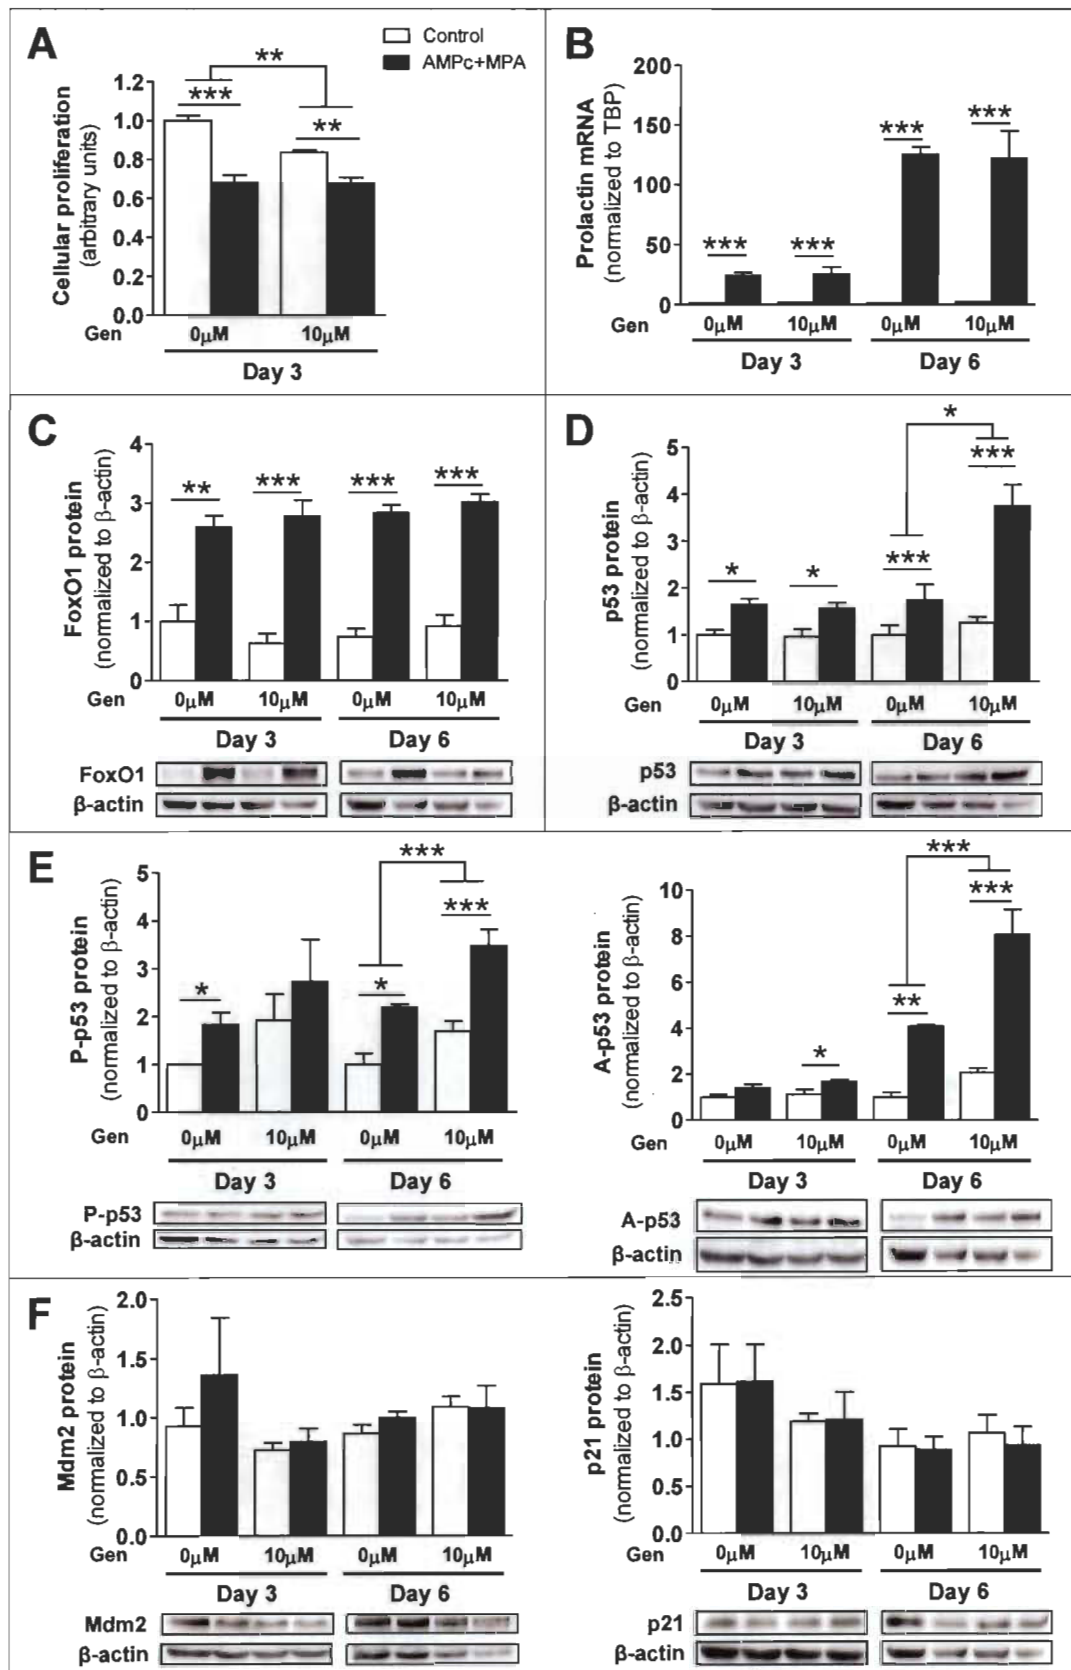 A
Control
AMPc+MPA
**
***
**
Cellular proliferation
(arbitrary units)
1.2
1.0
0.8
0.6
0.4
0.2
0.0
Gen
0µM
10µM
Day 3
B
Prolactin mRNA
(normalized to TBP)
200
150
100
50
0
***
***
***
***
Gen
0µM
10µM
0µM
10µM
Day 3
Day 6
C
FoxO1 protein
(normalized to β-actin)
4
3
2
1
0
**
***
***
***
Gen
0µM
10µM
0µM
10µM
Day 3
Day 6
FoxO1
β-actin
D
p53 protein
(normalized to β-actin)
5
4
3
2
1
0
*
*
*
***
***
Gen
0µM
10µM
0µM
10µM
Day 3
Day 6
p53
β-actin
E
P-p53 protein
(normalized to β-actin)
5
4
3
2
1
0
***
*
*
***
Gen
0µM
10µM
0µM
10µM
Day 3
Day 6
P-p53
β-actin
A-p53 protein
(normalized to β-actin)
10
8
6
4
2
0
***
*
**
***
Gen
0µM
10µM
0µM
10µM
Day 3
Day 6
A-p53
β-actin
F
Mdm2 protein
(normalized to β-actin)
2.0
1.5
1.0
0.5
0.0
Gen
0µM
10µM
0µM
10µM
Day 3
Day 6
Mdm2
β-actin
p21 protein
(normalized to β-actin)
2.5
2.0
1.5
1.0
0.5
0.0
Gen
0µM
10µM
0µM
10µM
Day 3
Day 6
p21
β-actin